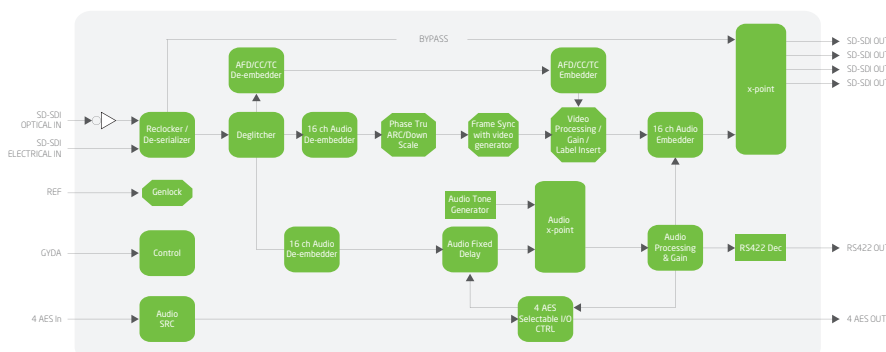 BYPASS
SD-SDI OUT
SD-SDI OUT
SD-SDI OUT
SD-SDI OUT
AFD/CC/TC
De-embedder
AFD/CC/TC
Embedder
x-point
SD-SDI
OPTICAL IN
SD-SDI
ELECTRICAL IN
Reclocker /
De-serializer
Deglitcher
16 ch Audio
De-embedder
Phase Tru
ARC/Down
Scale
Frame Sync
with video
generator
Video
Processing /
Gain /
Label Insert
16 ch Audio
Embedder
REF
Genlock
Audio Tone
Generator
Audio
x-point
GYDA
Control
16 ch Audio
De-embedder
Audio Fixed
Delay
Audio
Processing
& Gain
RS422 Dec
RS422 OUT
4 AES In
Audio
SRC
4 AES
Selectable I/O
CTRL
4 AES OUT